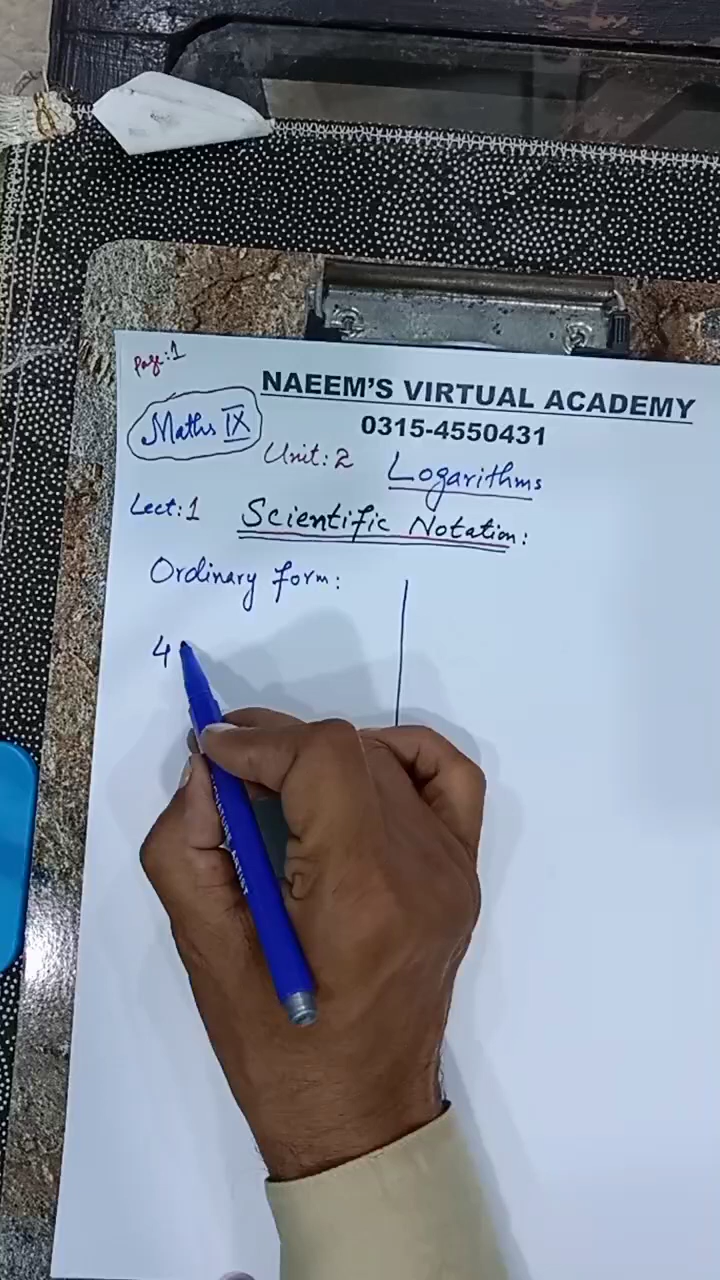 Page:1
NAEEM'S VIRTUAL ACADEMY
0315-4550431
Maths IX
Unit:2 Logarithms
Lect:1 Scientific Notation:
Ordinary form:
4